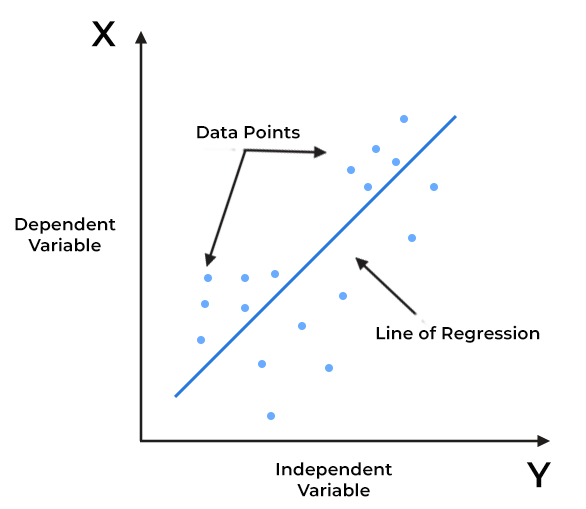 X
Data Points
Dependent
Variable
Line of Regression
Independent
Variable
Y